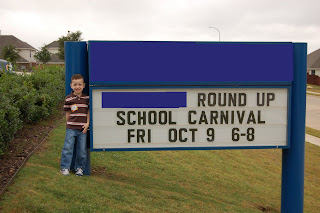 ROUND UP
SCHOOL CARNIVAL
FRI OCT 9 6-8